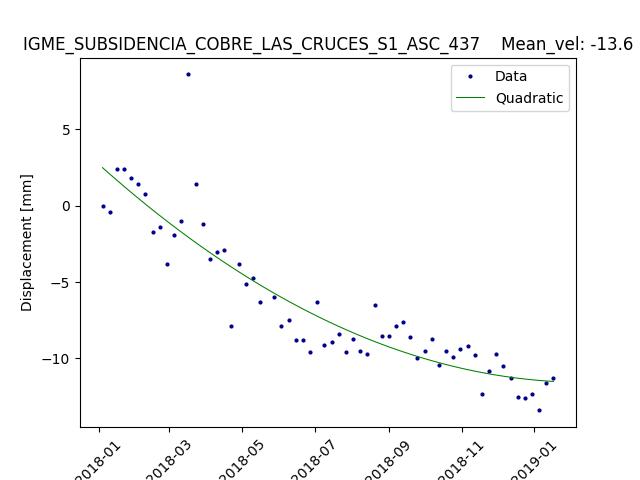 IGME_SUBSIDENCIA_COBRE_LAS_CRUCES_S1_ASC_437 Mean_vel: -13.6
Data
Quadratic
Displacement [mm]
5
0
−5
−10
2018-01
2018-03
2018-05
2018-07
2018-09
2018-11
2019-01